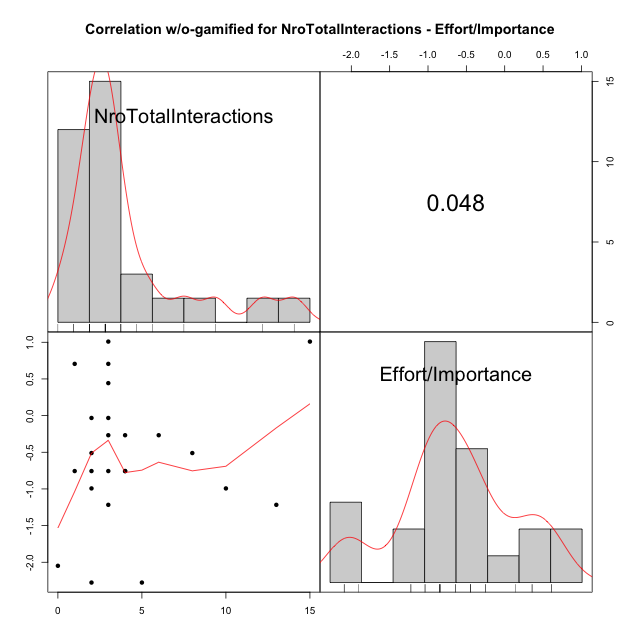 Correlation w/o-gamified for NroTotalInteractions - Effort/Importance
-2.0 -1.5 -1.0 -0.5 0.0 0.5 1.0
NroTotalInteractions
0.048
15
10
5
0
1.0
0.5
0.0
-0.5
-1.0
-1.5
-2.0
Effort/Importance
0 5 10 15